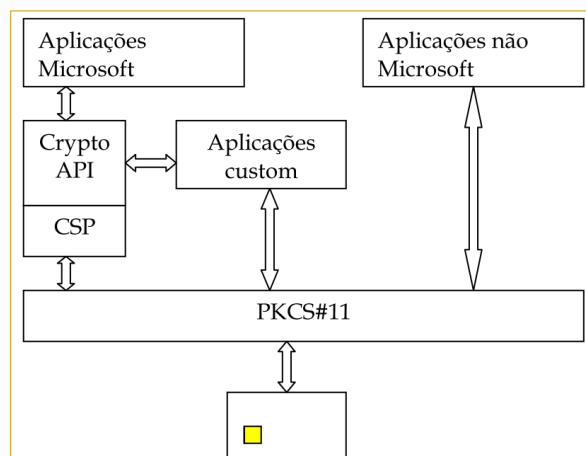 Aplicações
Microsoft
Aplicações não
Microsoft
Crypto
API
Aplicações
custom
CSP
PKCS#11